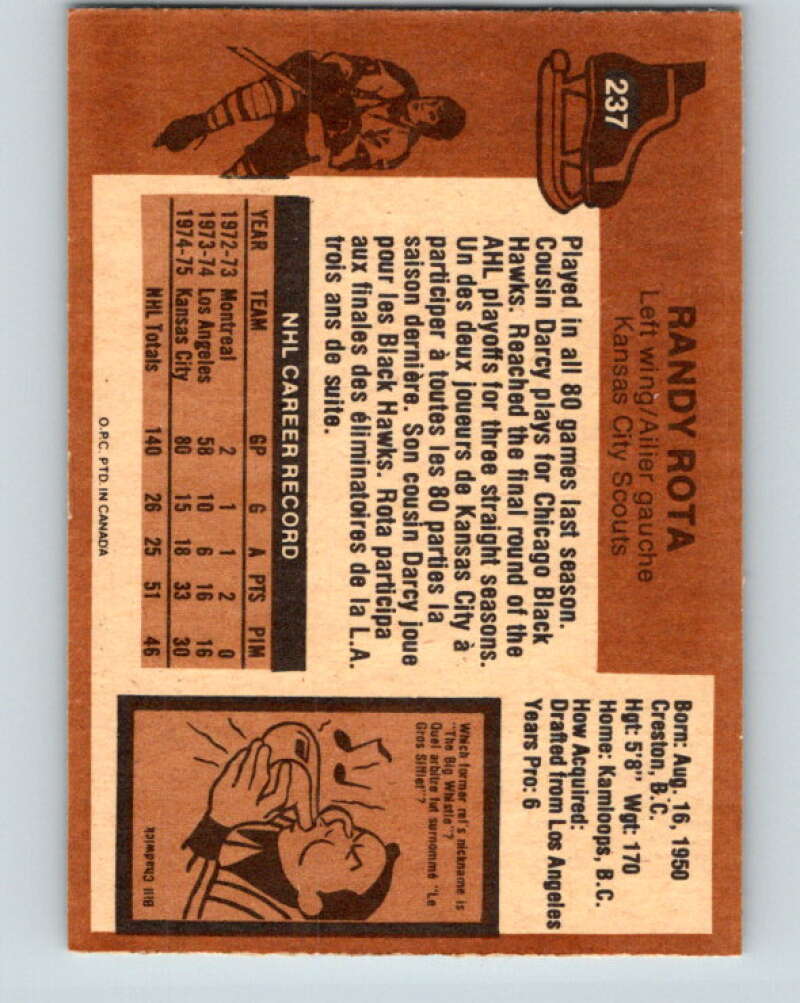 237
RANDY ROTA
Left wing/Ailier gauche
Kansas City Scouts
Born: Aug. 16, 1950
Creston, B.C.
Hgt: 5'8" Wgt: 170
Home: Kamloops, B.C.
How Acquired:
Drafted from Los Angeles
Years Pro: 6
Played in all 80 games last season.
Cousin Darcy plays for Chicago Black
Hawks. Reached the final round of the
AHL playoffs for three straight seasons.
Un des deux joueurs de Kansas City à
participer à toutes les 80 parties la
saison dernière. Son cousin Darcy joue
pour les Black Hawks. Rota participa
aux finales des éliminatoires de la L.A.
trois ans de suite.
NHL CAREER RECORD
YEAR TEAM GP G A PTS PIM
1972-73 Montreal 2 1 1 2 0
1973-74 Los Angeles 58 10 6 16 16
1974-75 Kansas City 80 15 18 33 30
NHL Totals 140 26 25 51 46
Which former ref's nickname is
"The Big Whistle"?
Quel arbitre fut surnommé "Le
Gros Sifflet"?
Bill Chadwick
O.P.C. PTD. IN CANADA